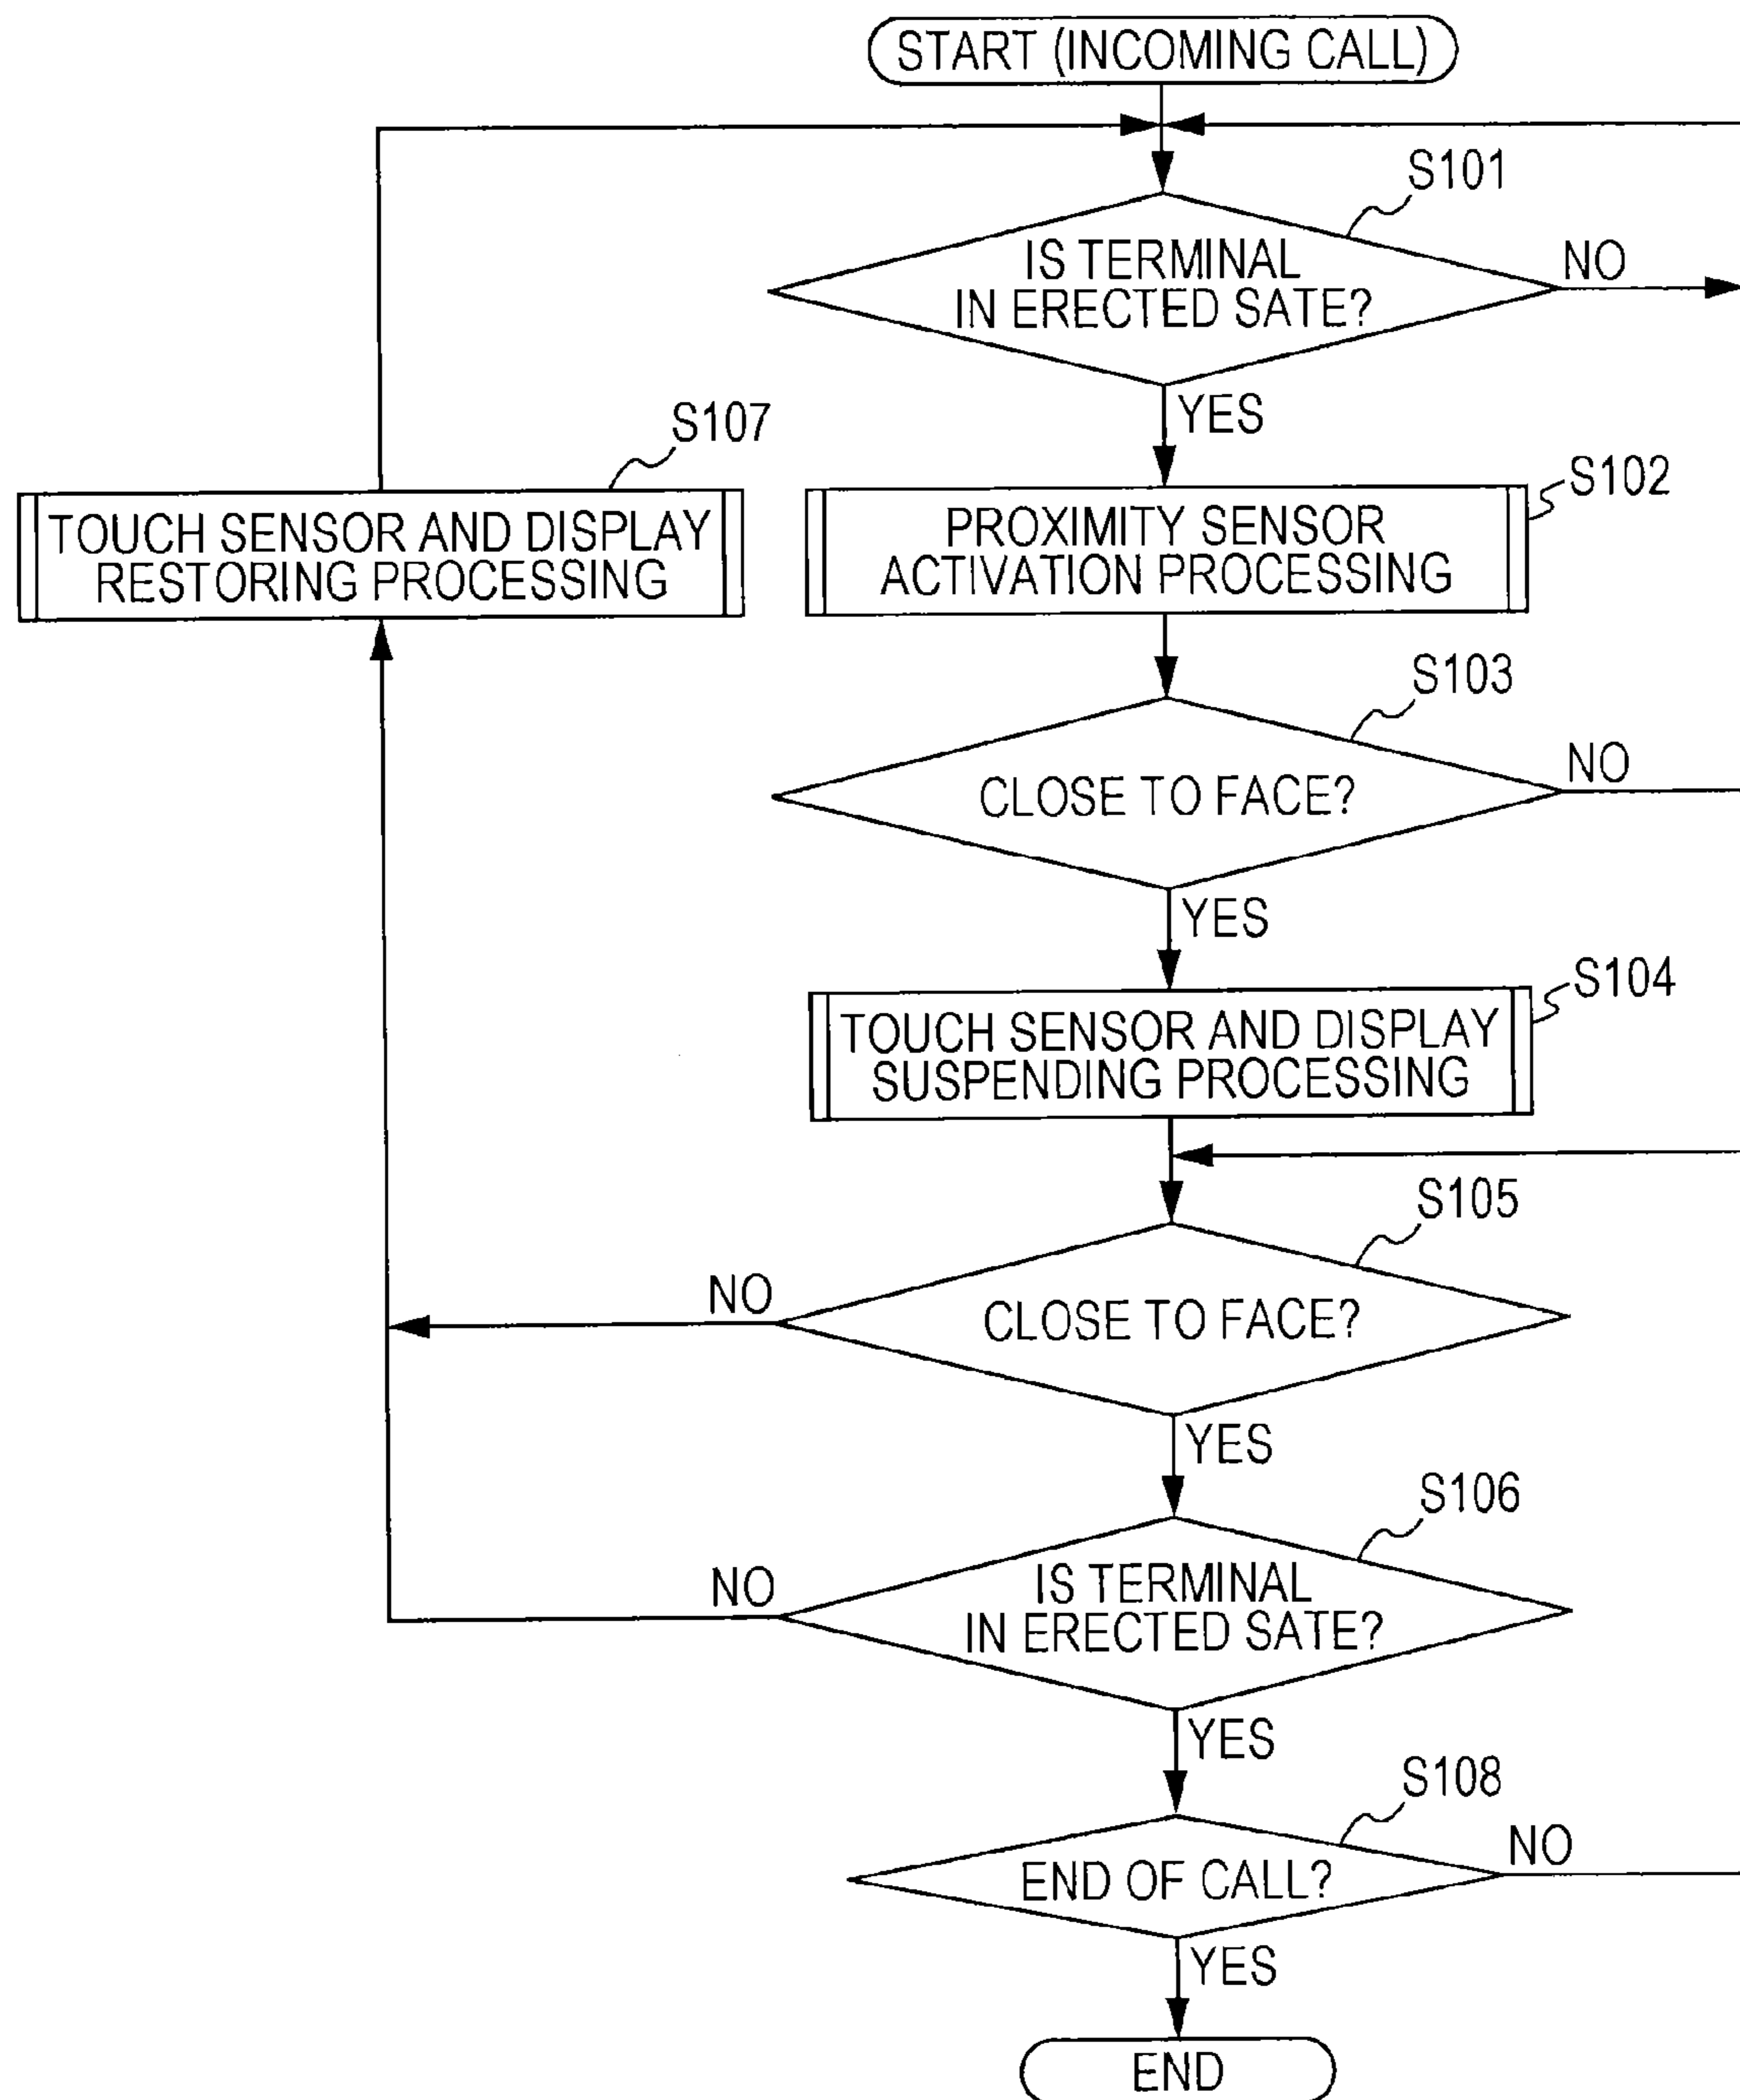 START (INCOMING CALL)
S101
IS TERMINAL
IN ERECTED SATE?
NO
YES
S107
TOUCH SENSOR AND DISPLAY
RESTORING PROCESSING
S102
PROXIMITY SENSOR
ACTIVATION PROCESSING
S103
CLOSE TO FACE?
NO
YES
S104
TOUCH SENSOR AND DISPLAY
SUSPENDING PROCESSING
S105
NO
CLOSE TO FACE?
YES
S106
NO
IS TERMINAL
IN ERECTED SATE?
YES
S108
END OF CALL?
NO
YES
END